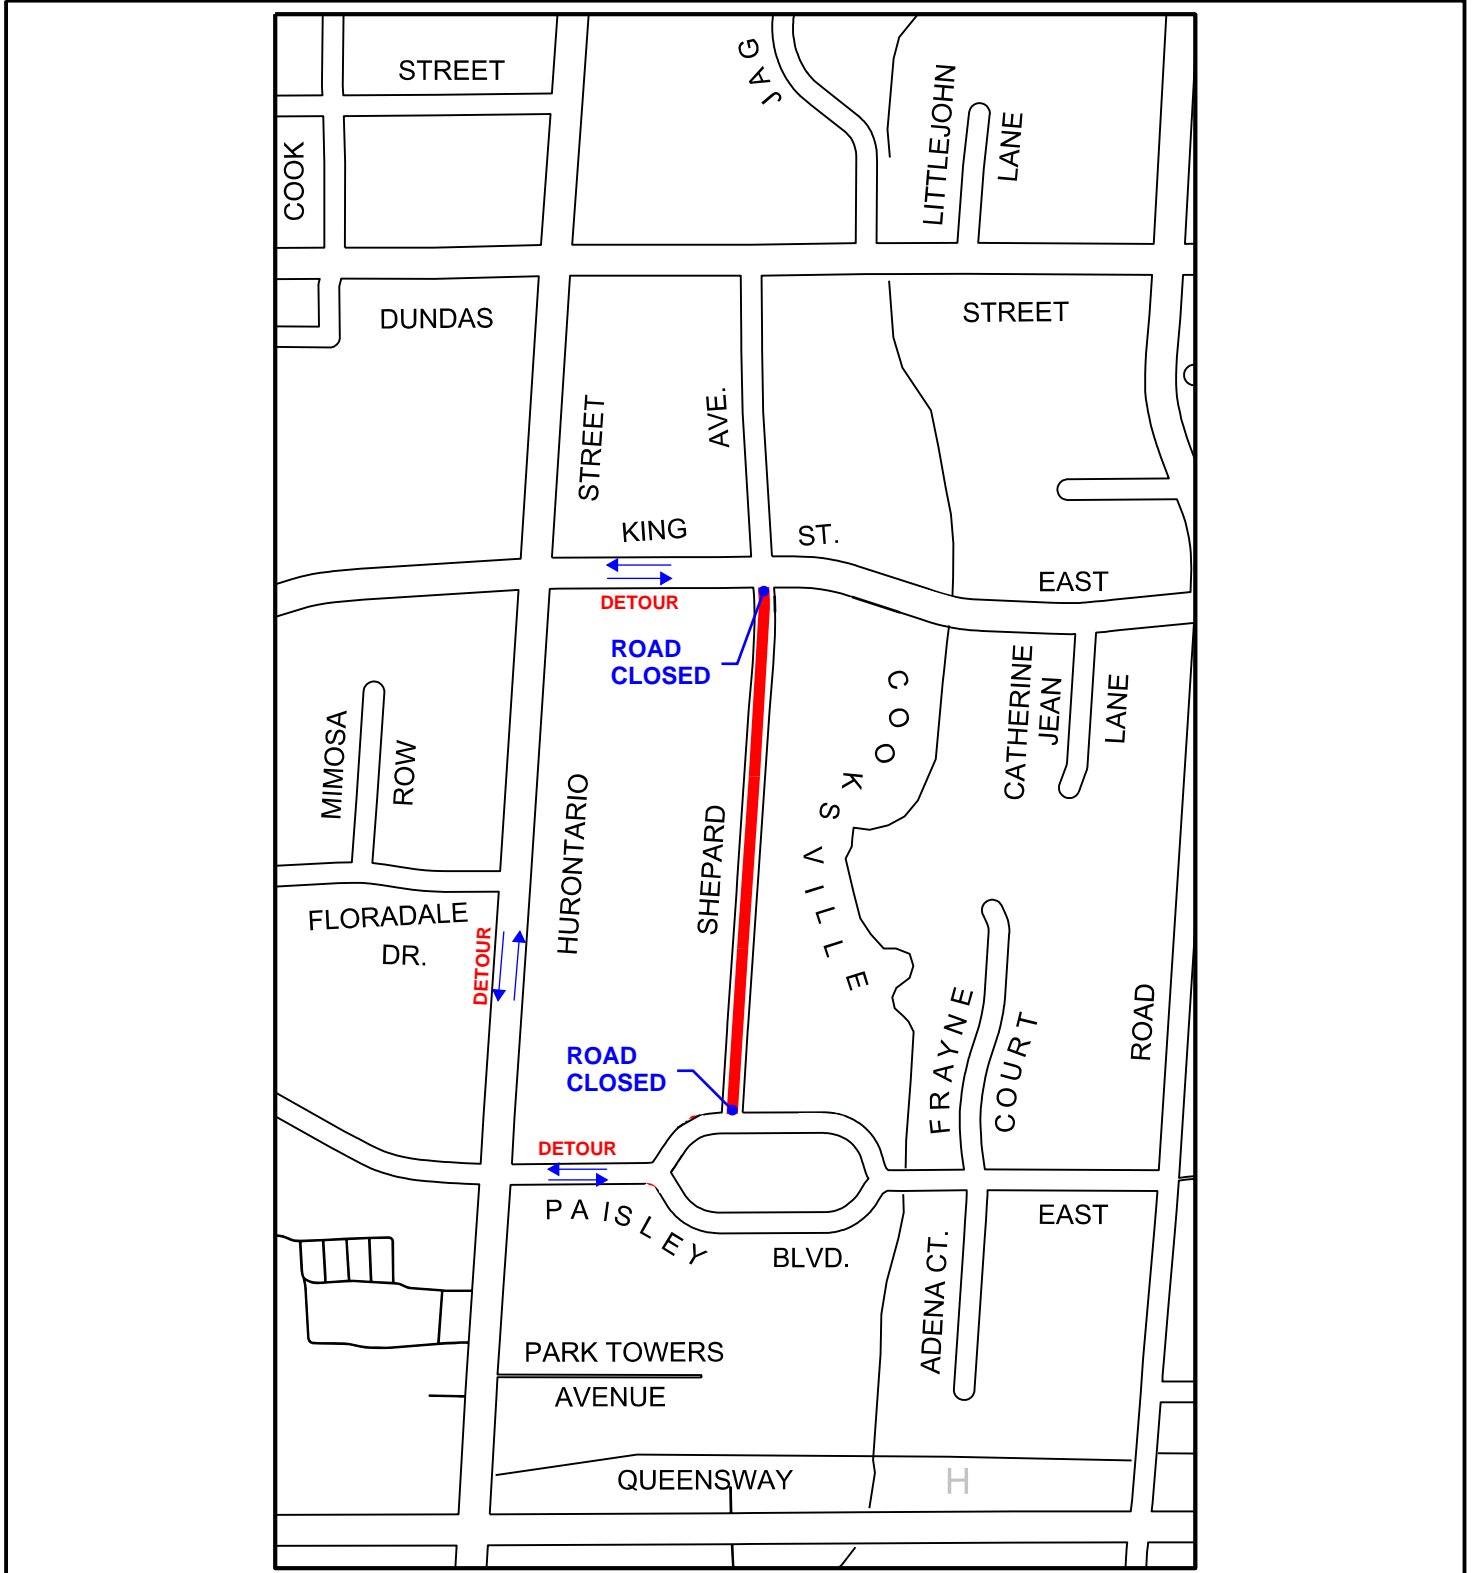 STREET
JAG
COOK
LITTLEJOHN
LANE
DUNDAS
STREET
STREET
AVE.
KING
ST.
EAST
DETOUR
ROAD
CLOSED
COOKSVILLE
CATHERINE
JEAN
LANE
MIMOSA
ROW
HURONTARIO
SHEPARD
FLORADALE
DR.
DETOUR
FRAYNE
COURT
ROAD
ROAD
CLOSED
DETOUR
PAISLEY
BLVD.
EAST
ADENA CT.
PARK TOWERS
AVENUE
QUEENSWAY
H